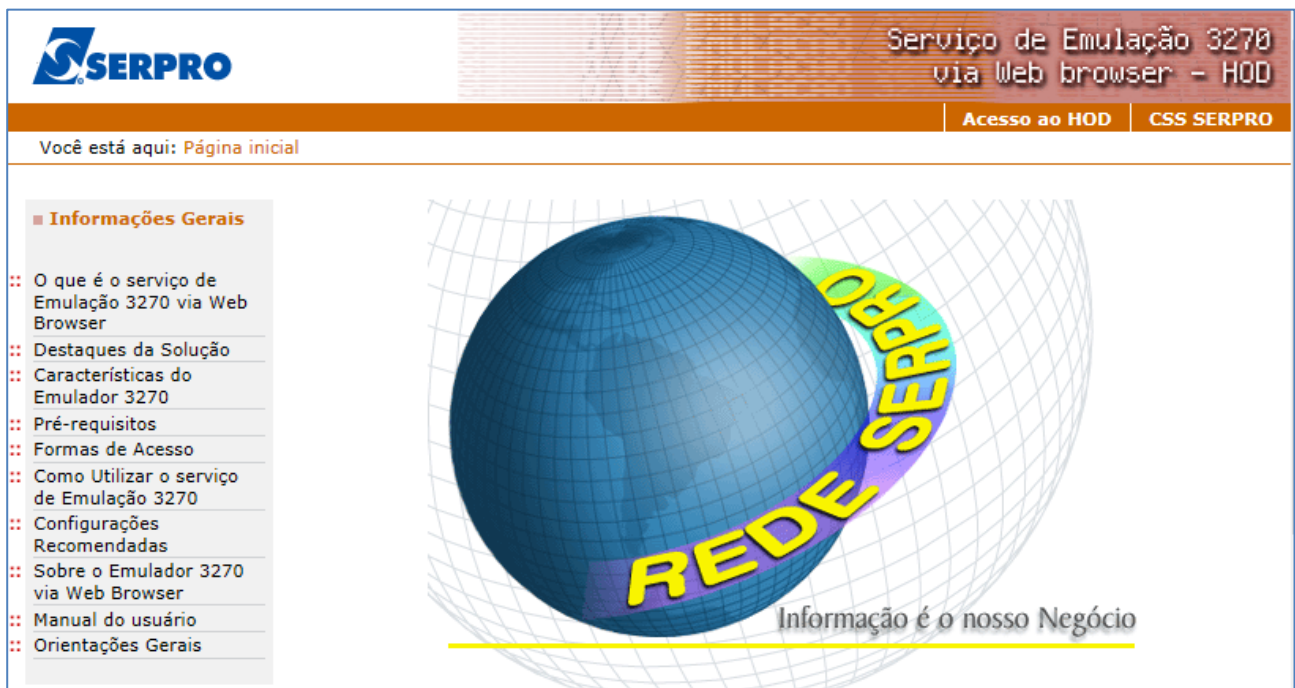 SERPRO
Serviço de Emulação 3270
via Web browser - HOD
Acesso ao HOD
CSS SERPRO
Você está aqui: Página inicial
Informações Gerais
O que é o serviço de
Emulação 3270 via Web
Browser
Destaques da Solução
Características do
Emulador 3270
Pré-requisitos
Formas de Acesso
Como Utilizar o serviço
de Emulação 3270
Configurações
Recomendadas
Sobre o Emulador 3270
via Web Browser
Manual do usuário
Orientações Gerais
REDE SERPRO
Informação é o nosso Negócio